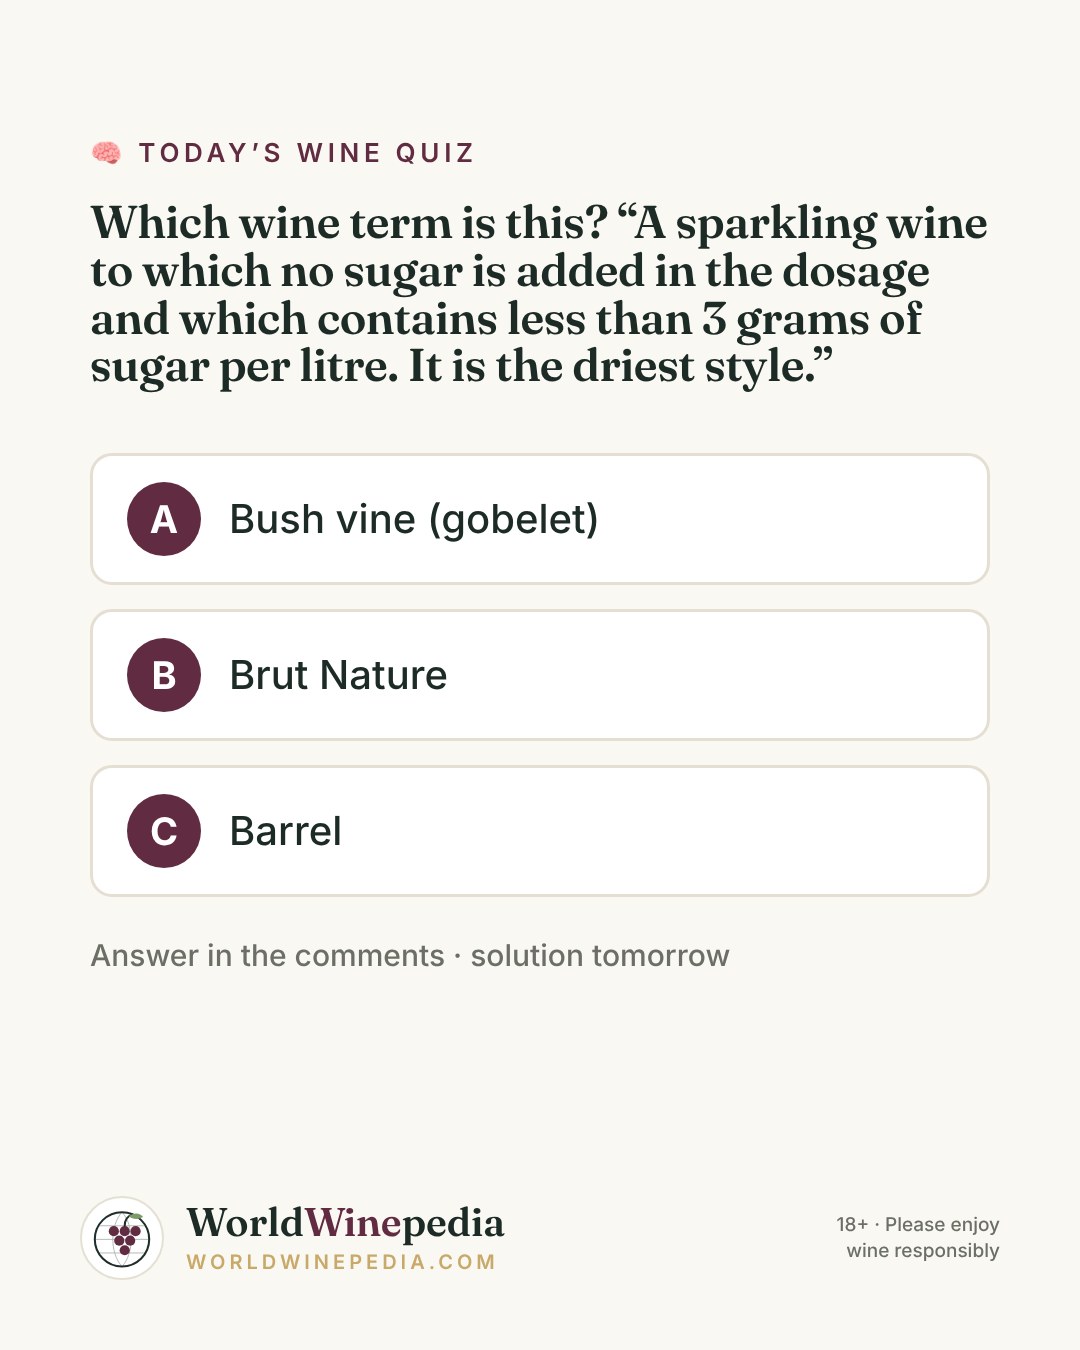 🧠 TODAY’S WINE QUIZ
Which wine term is this? “A sparkling wine
to which no sugar is added in the dosage
and which contains less than 3 grams of
sugar per litre. It is the driest style.”
A Bush vine (gobelet)
B Brut Nature
C Barrel
Answer in the comments · solution tomorrow
WorldWinepedia
WORLDWINEPEDIA.COM
18+ · Please enjoy
wine responsibly